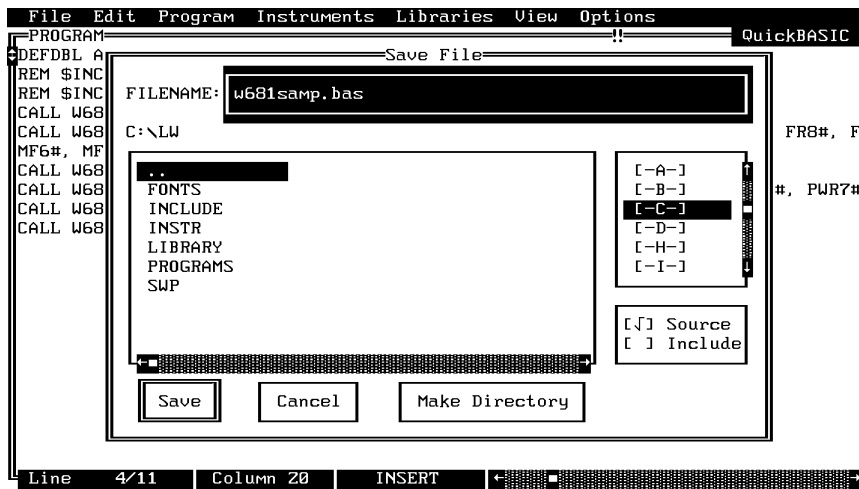 File Edit Program Instruments Libraries View Options
PROGRAM !! QuickBASIC
DEFDBL A
Save File
REM $INC
REM $INC
FILENAME: w681samp.bas
CALL W68
CALL W68
C:\LW
FR8#, F
MF6#, MF
CALL W68
CALL W68
#, PWR7#
CALL W68
CALL W68
..
FONTS
INCLUDE
INSTR
LIBRARY
PROGRAMS
SWP
[-A-]
[-B-]
[-C-]
[-D-]
[-H-]
[-I-]
[√] Source
[ ] Include
Save Cancel Make Directory
Line 4/11 Column 20 INSERT